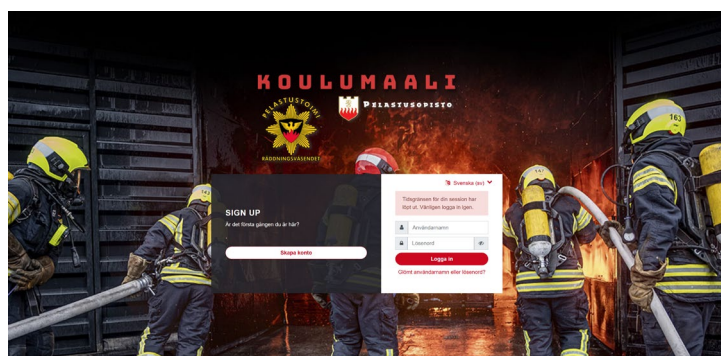 KOULUMAALI
PELASTUSTOIMI
RÄDDNINGSVÄSENDET
PELASTUSOPISTO
163
Svenska (sv)
Tidsgränsen för din session har
löpt ut. Vänligen logga in igen.
SIGN UP
Är det första gången du är här?
Skapa konto
Användarnamn
Lösenord
Logga in
Glömt användarnamn eller lösenord?